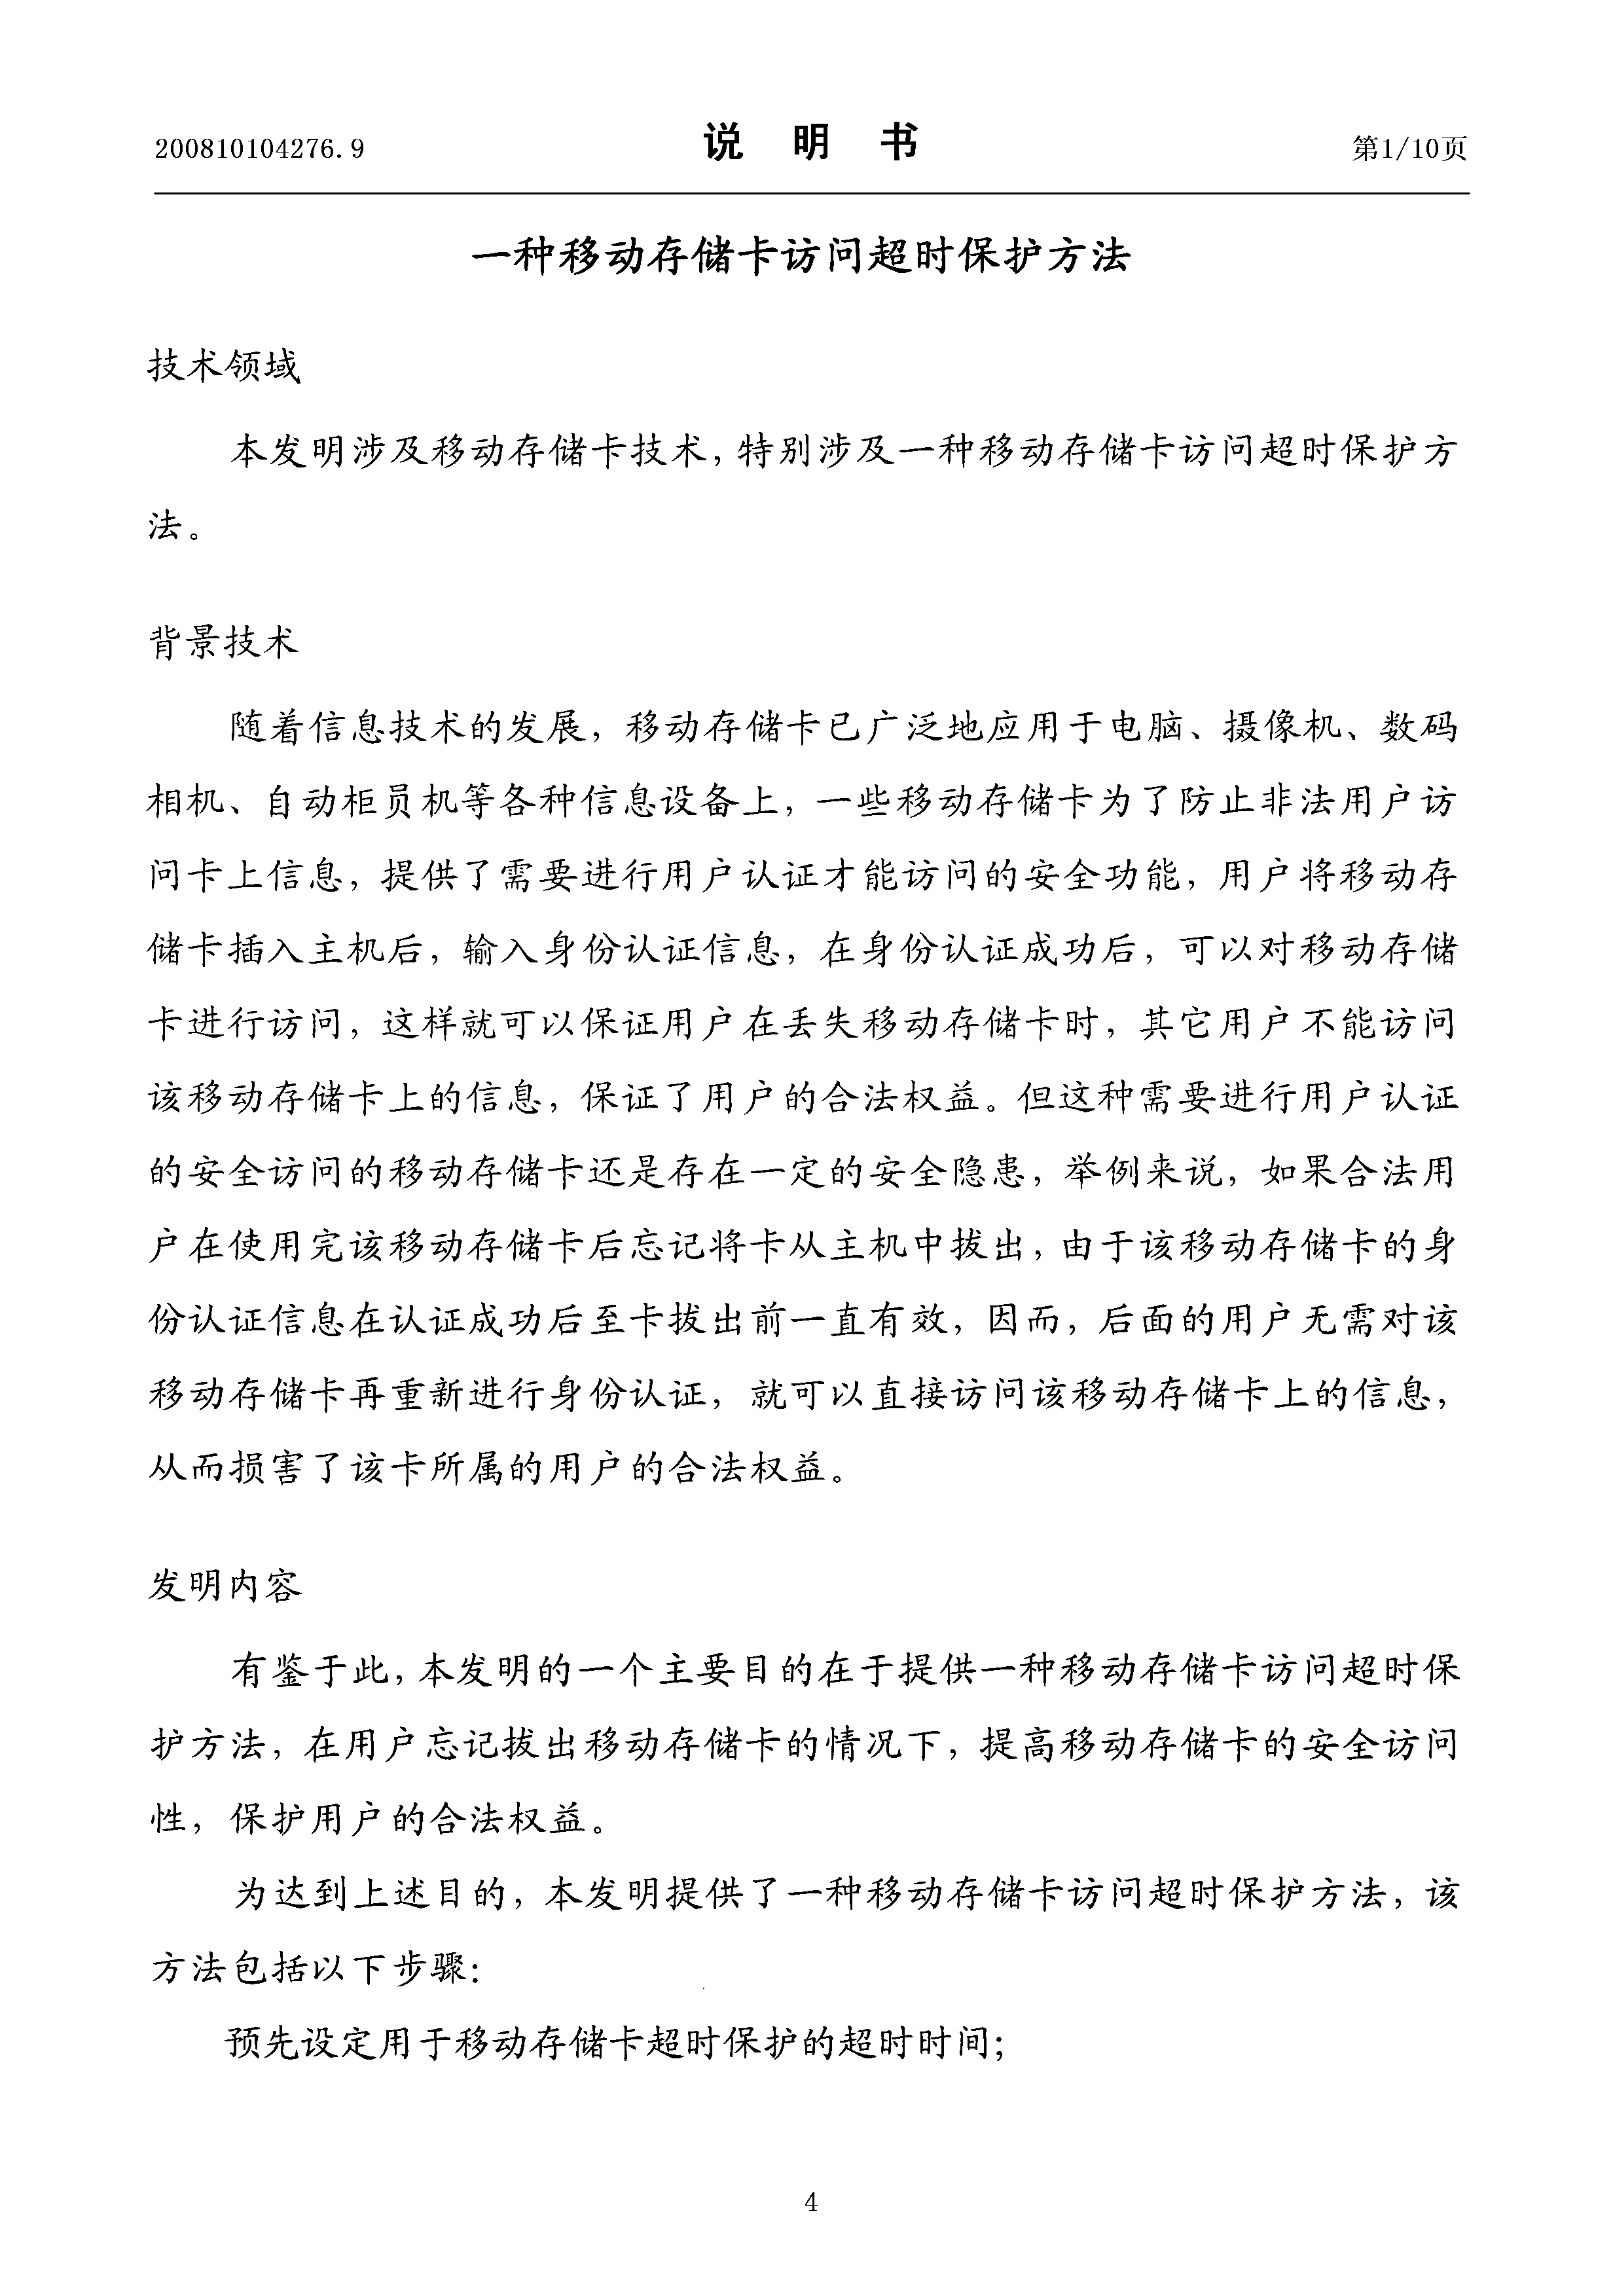 200810104276.9
说 明 书
第1/10页
一种移动存储卡访问超时保护方法
技术领域
本发明涉及移动存储卡技术，特别涉及一种移动存储卡访问超时保护方
法。
背景技术
随着信息技术的发展，移动存储卡已广泛地应用于电脑、摄像机、数码
相机、自动柜员机等各种信息设备上，一些移动存储卡为了防止非法用户访
问卡上信息，提供了需要进行用户认证才能访问的安全功能，用户将移动存
储卡插入主机后，输入身份认证信息，在身份认证成功后，可以对移动存储
卡进行访问，这样就可以保证用户在丢失移动存储卡时，其它用户不能访问
该移动存储卡上的信息，保证了用户的合法权益。但这种需要进行用户认证
的安全访问的移动存储卡还是存在一定的安全隐患，举例来说，如果合法用
户在使用完该移动存储卡后忘记将卡从主机中拔出，由于该移动存储卡的身
份认证信息在认证成功后至卡拔出前一直有效，因而，后面的用户无需对该
移动存储卡再重新进行身份认证，就可以直接访问该移动存储卡上的信息，
从而损害了该卡所属的用户的合法权益。
发明内容
有鉴于此，本发明的一个主要目的在于提供一种移动存储卡访问超时保
护方法，在用户忘记拔出移动存储卡的情况下，提高移动存储卡的安全访问
性，保护用户的合法权益。
为达到上述目的，本发明提供了一种移动存储卡访问超时保护方法，该
方法包括以下步骤：
预先设定用于移动存储卡超时保护的超时时间；
4